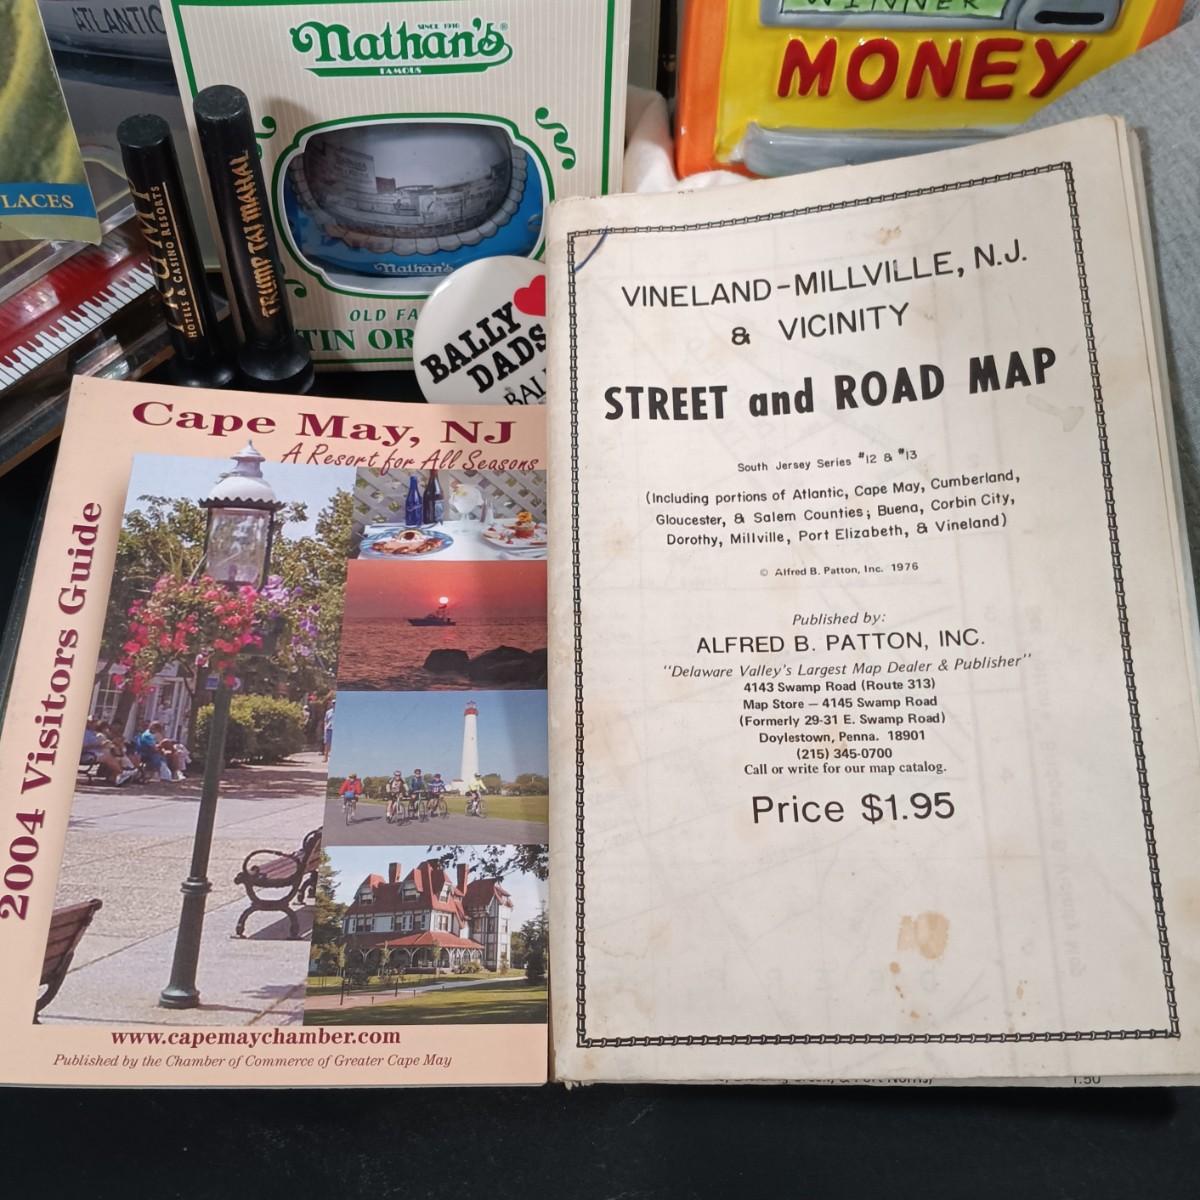 ATLANTIC
LACES
SINCE 1916
Nathan's
FAMOUS
Nathan's
OLD FA
TIN OR
TRUMP
HOTELS & CASINO RESORTS
TRUMP TAJ MAHAL
BALLY
DADS
BAL
WINNER
MONEY
Cape May, NJ
A Resort for All Seasons
2004 Visitors Guide
www.capemaychamber.com
Published by the Chamber of Commerce of Greater Cape May
VINELAND-MILLVILLE, N.J.
& VICINITY
STREET and ROAD MAP
South Jersey Series #12 & #13
(Including portions of Atlantic, Cape May, Cumberland,
Gloucester, & Salem Counties; Buena, Corbin City,
Dorothy, Millville, Port Elizabeth, & Vineland)
© Alfred B. Patton, Inc. 1976
Published by:
ALFRED B. PATTON, INC.
"Delaware Valley's Largest Map Dealer & Publisher"
4143 Swamp Road (Route 313)
Map Store — 4145 Swamp Road
(Formerly 29-31 E. Swamp Road)
Doylestown, Penna. 18901
(215) 345-0700
Call or write for our map catalog.
Price $1.95
1.50